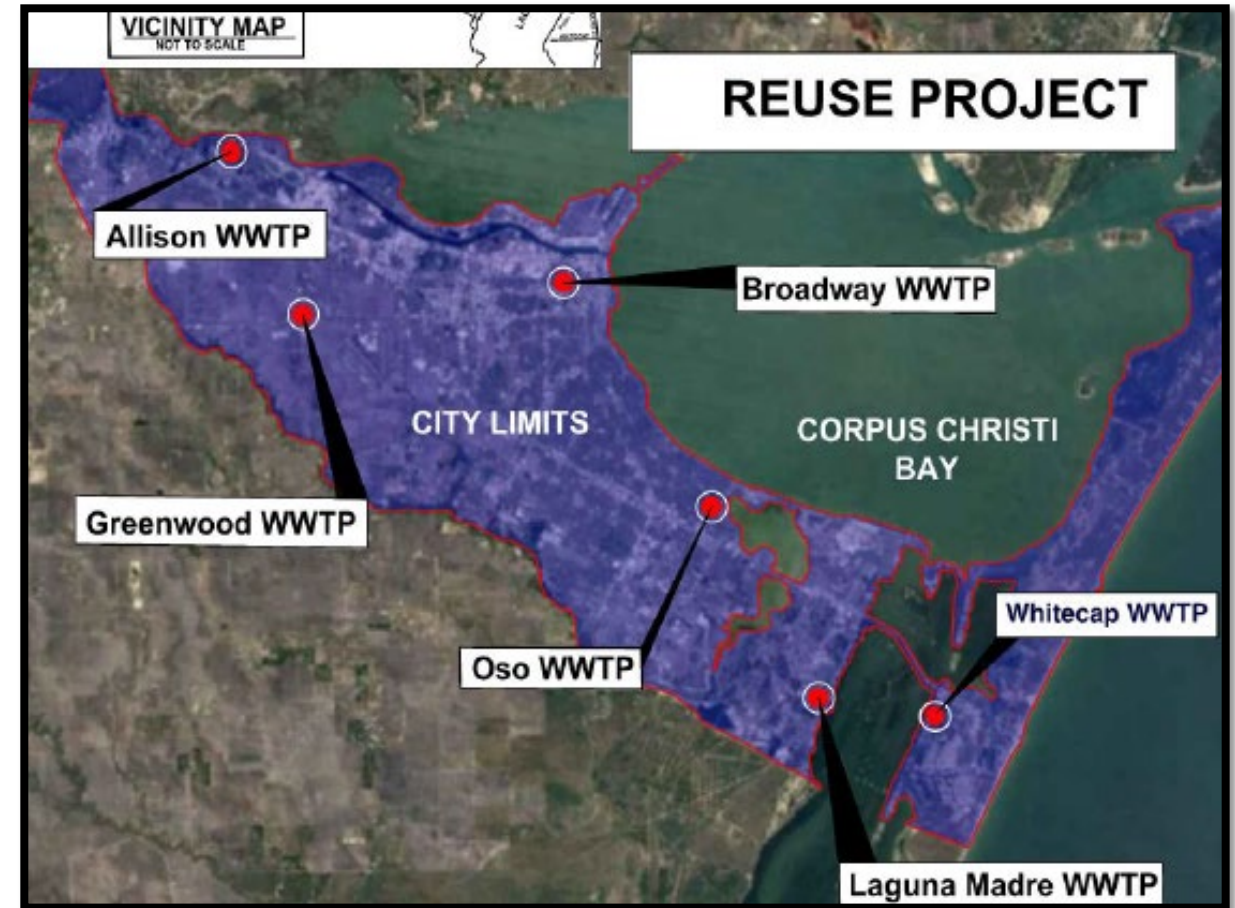 VICINITY MAP
NOT TO SCALE
REUSE PROJECT
Allison WWTP
Broadway WWTP
CITY LIMITS
CORPUS CHRISTI
BAY
Greenwood WWTP
Whitecap WWTP
Oso WWTP
Laguna Madre WWTP